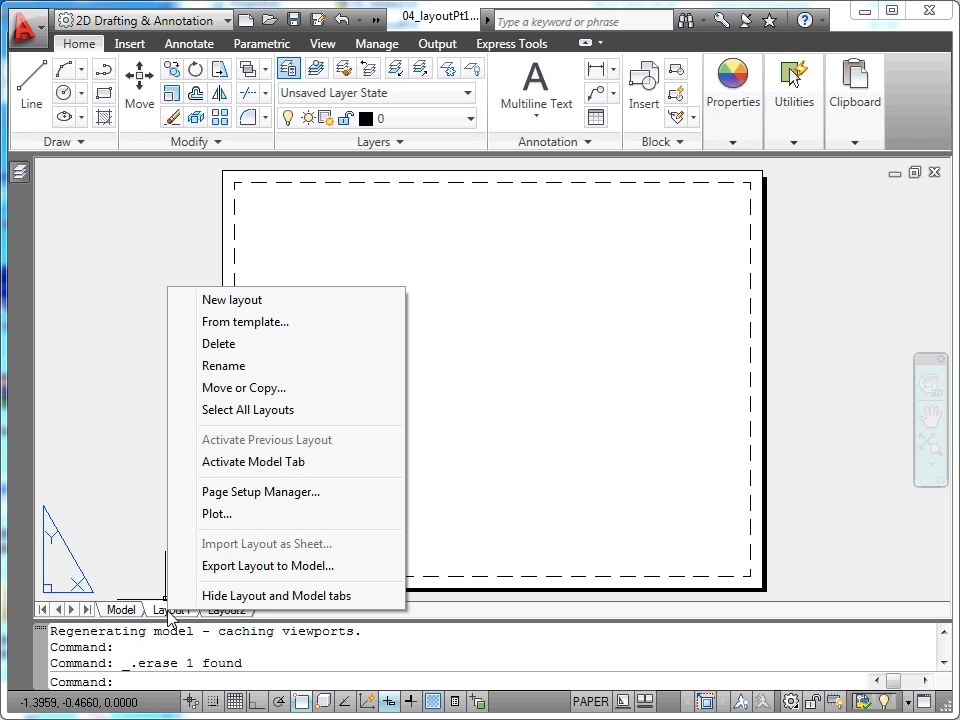 2D Drafting & Annotation
04_layoutPt1...
Type a keyword or phrase
Home Insert Annotate Parametric View Manage Output Express Tools
Line
Move
Unsaved Layer State
0
Multiline Text
Insert
Properties
Utilities
Clipboard
Draw Modify Layers Annotation Block
New layout
From template...
Delete
Rename
Move or Copy...
Select All Layouts
Activate Previous Layout
Activate Model Tab
Page Setup Manager...
Plot...
Import Layout as Sheet...
Export Layout to Model...
Hide Layout and Model tabs
Y
X
Model Layout1 Layout2
Regenerating model - caching viewports.
Command:
Command: _.erase 1 found
Command:
-1.3959, -0.4660, 0.0000
PAPER